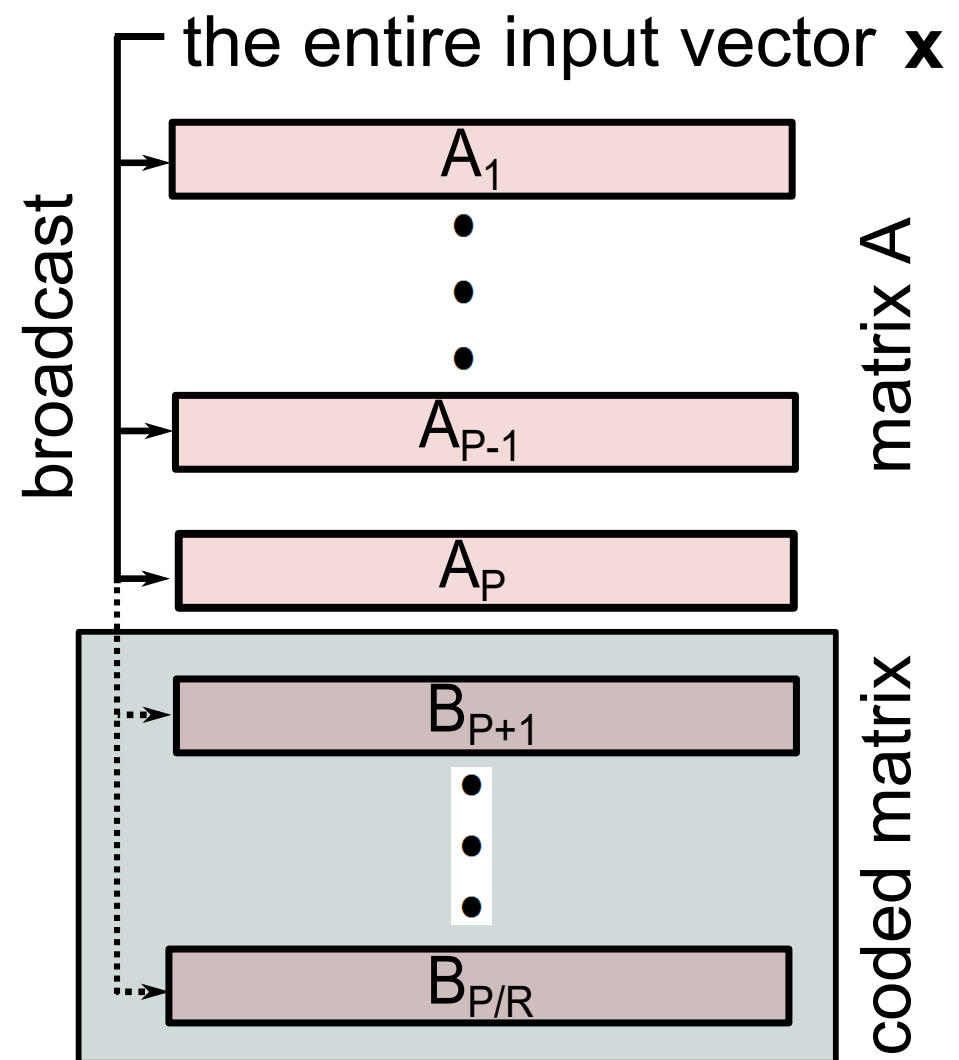 the entire input vector x
broadcast
A1
AP-1
AP
matrix A
BP+1
BP/R
coded matrix